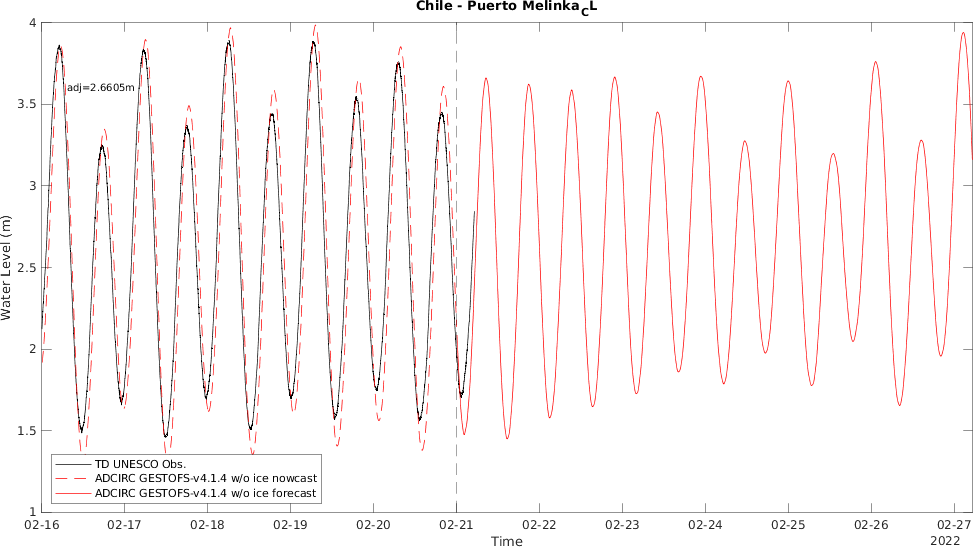 Chile - Puerto MelinkaCL
4
3.5
3
2.5
2
1.5
1
Water Level (m)
adj=2.6605m
TD UNESCO Obs.
ADCIRC GESTOFS-v4.1.4 w/o ice nowcast
ADCIRC GESTOFS-v4.1.4 w/o ice forecast
02-16 02-17 02-18 02-19 02-20 02-21 02-22 02-23 02-24 02-25 02-26 02-27
Time
2022